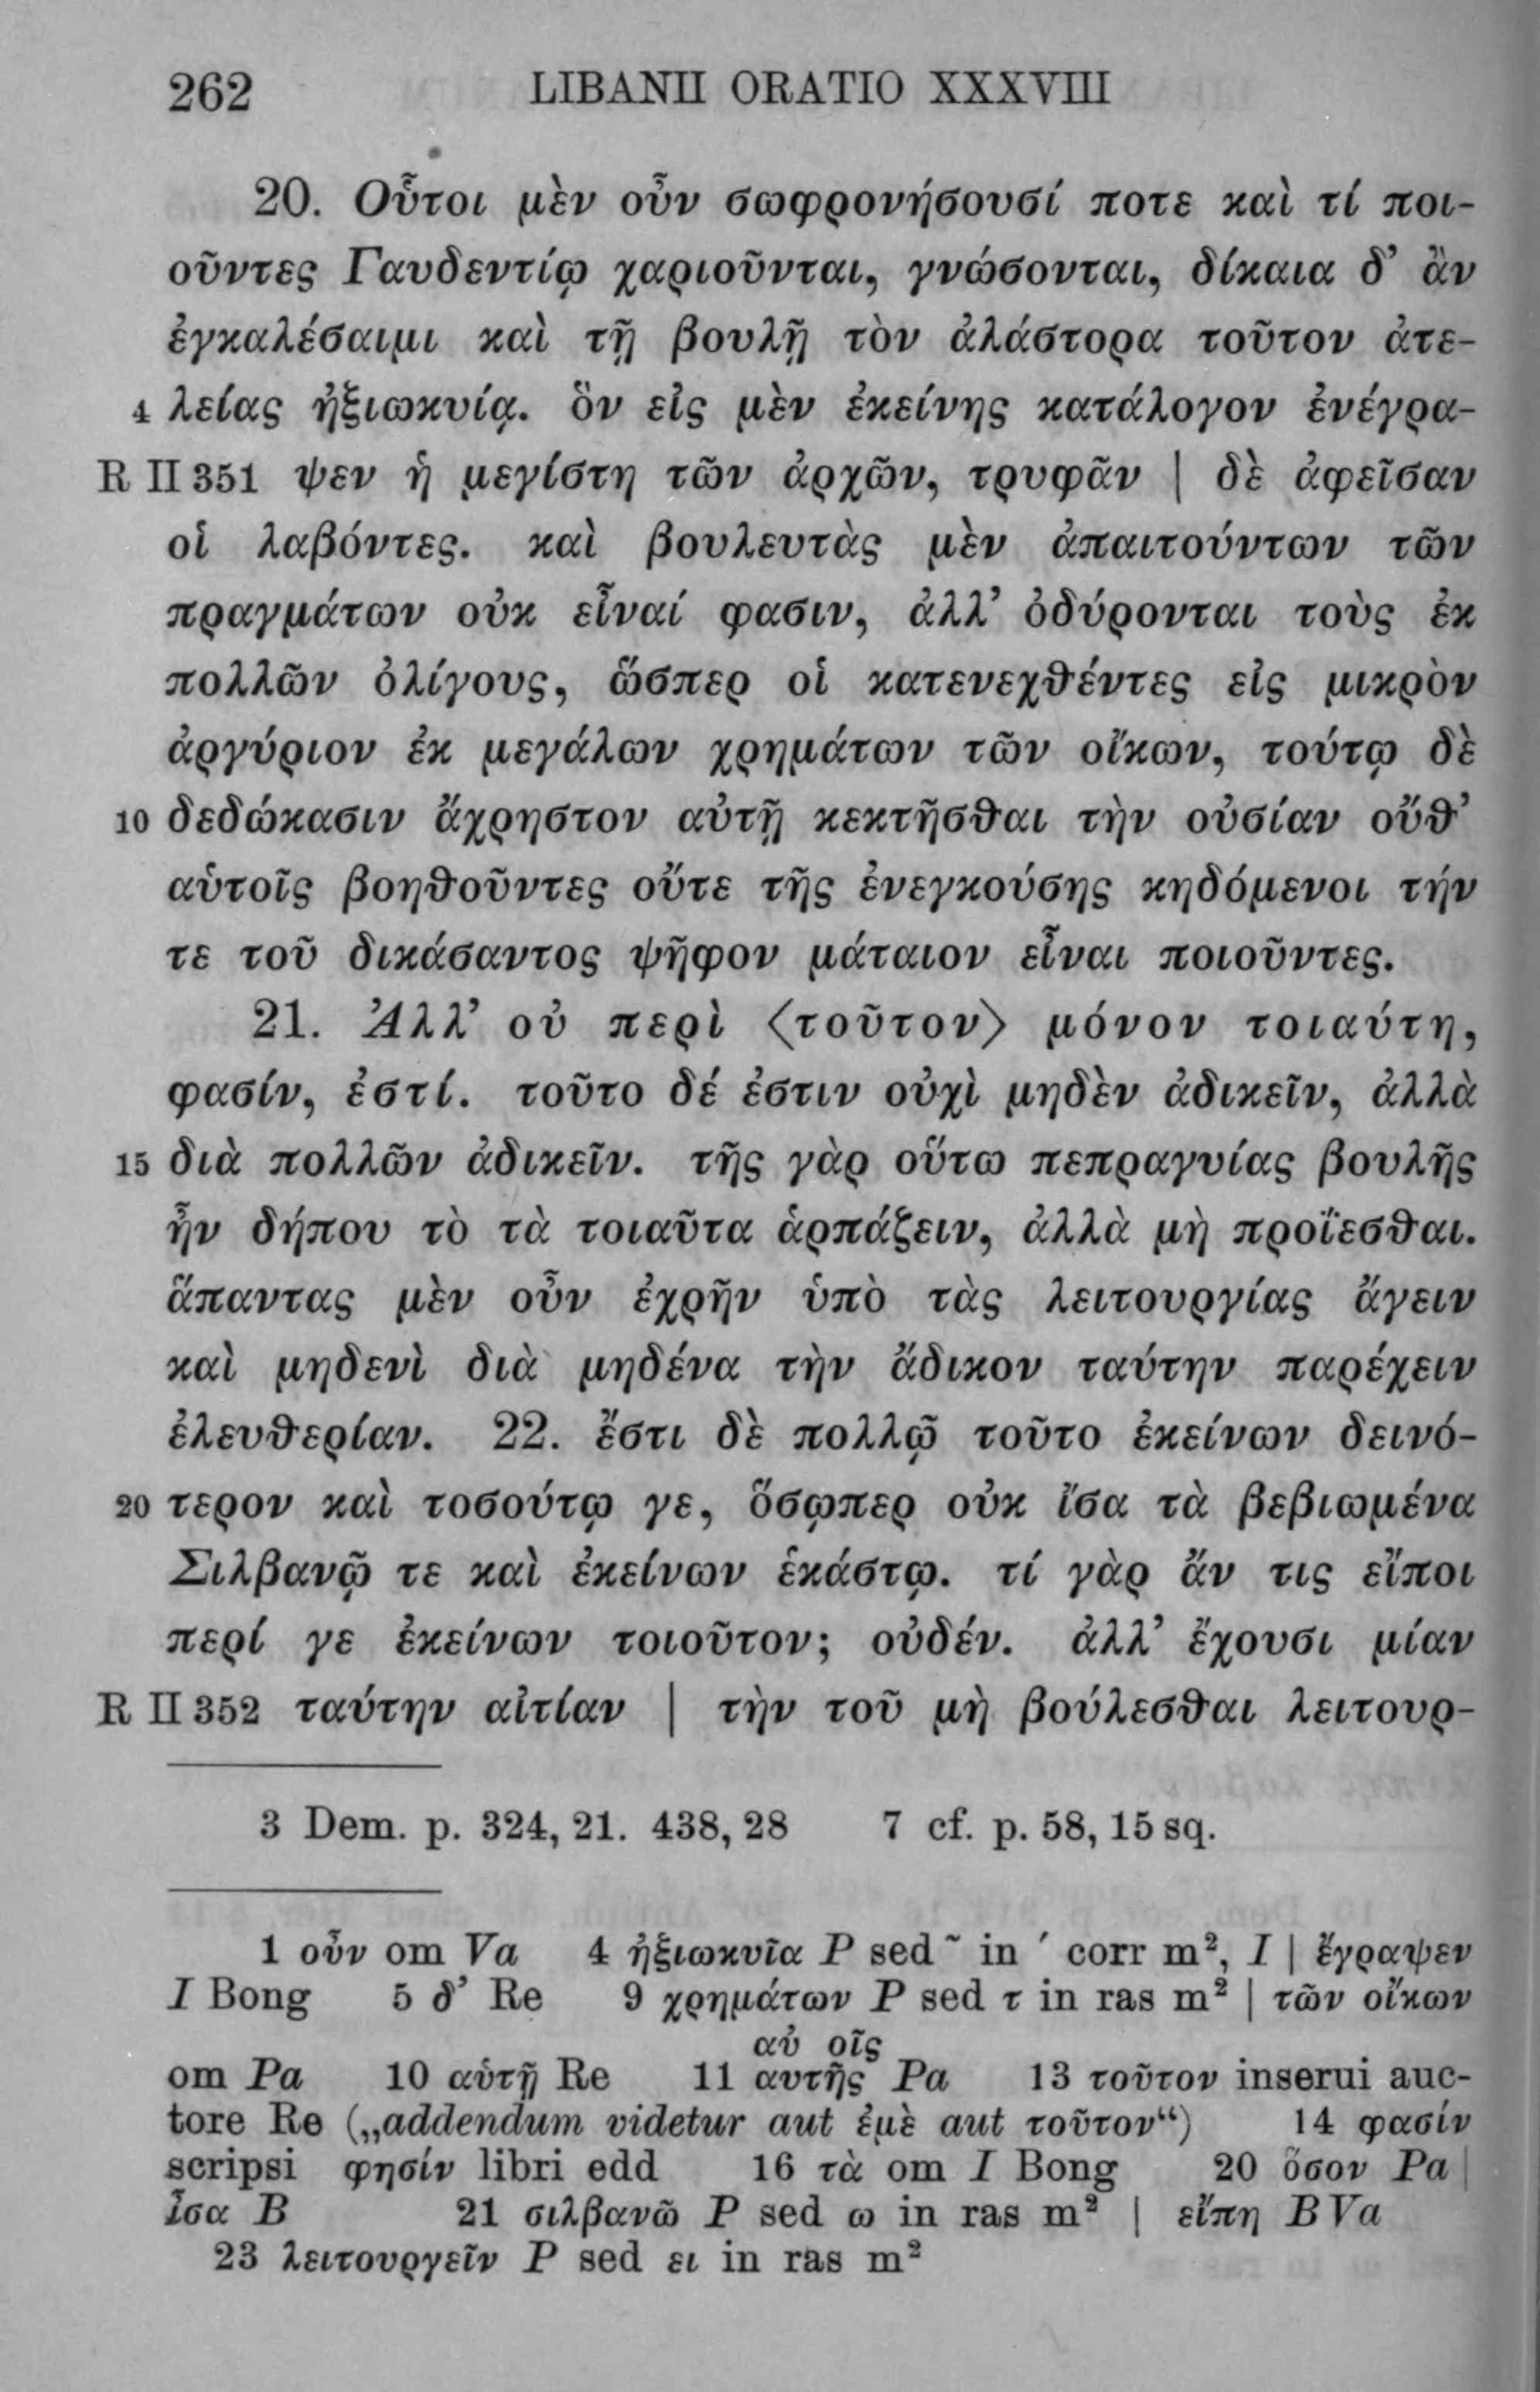 262 LIBANII ORATIO XXXVIII
20. Οὗτοι μὲν οὖν σωφρονήσουσί ποτε καὶ τί ποι-
οῦντες Γαυδεντίῳ χαριοῦνται, γνώσονται, δίκαια δ’ ἂν
ἐγκαλέσαιμι καὶ τῇ βουλῇ τὸν ἀλάστορα τοῦτον ἀτε-
4 λείας ἠξιωκυίᾳ. ὃν εἰς μὲν ἐκείνης κατάλογον ἐνέγρα-
R II 351 ψεν ἡ μεγίστη τῶν ἀρχῶν, τρυφᾶν | δὲ ἀφεῖσαν
οἱ λαβόντες. καὶ βουλευτὰς μὲν ἀπαιτούντων τῶν
πραγμάτων οὐκ εἶναί φασιν, ἀλλ’ ὀδύρονται τοὺς ἐκ
πολλῶν ὀλίγους, ὥσπερ οἱ κατενεχθέντες εἰς μικρὸν
ἀργύριον ἐκ μεγάλων χρημάτων τῶν οἴκων, τούτῳ δὲ
10 δεδώκασιν ἄχρηστον αὐτῇ κεκτῆσθαι τὴν οὐσίαν οὔθ’
αὑτοῖς βοηθοῦντες οὔτε τῆς ἐνεγκούσης κηδόμενοι τήν
τε τοῦ δικάσαντος ψῆφον μάταιον εἶναι ποιοῦντες.
21. Ἀλλ’ οὐ περὶ ⟨τοῦτον⟩ μόνον τοιαύτη,
φασίν, ἐστί. τοῦτο δέ ἐστιν οὐχὶ μηδὲν ἀδικεῖν, ἀλλὰ
15 διὰ πολλῶν ἀδικεῖν. τῆς γὰρ οὕτω πεπραγυίας βουλῆς
ἦν δήπου τὸ τὰ τοιαῦτα ἁρπάζειν, ἀλλὰ μὴ προΐεσθαι.
ἅπαντας μὲν οὖν ἐχρῆν ὑπὸ τὰς λειτουργίας ἄγειν
καὶ μηδενὶ διὰ μηδένα τὴν ἄδικον ταύτην παρέχειν
ἐλευθερίαν. 22. ἔστι δὲ πολλῷ τοῦτο ἐκείνων δεινό-
20 τερον καὶ τοσούτῳ γε, ὅσῳπερ οὐκ ἴσα τὰ βεβιωμένα
Σιλβανῷ τε καὶ ἐκείνων ἑκάστῳ. τί γὰρ ἄν τις εἴποι
περί γε ἐκείνων τοιοῦτον; οὐδέν. ἀλλ’ ἔχουσι μίαν
R II 352 ταύτην αἰτίαν | τὴν τοῦ μὴ βούλεσθαι λειτουρ-
3 Dem. p. 324, 21. 438, 28 7 cf. p. 58, 15 sq.
1 οὖν om Va 4 ἠξιωκυῖα P sed ῀ in ΄ corr m², I | ἔγραψεν
I Bong 5 δ’ Re 9 χρημάτων P sed τ in ras m² | τῶν οἴκων
αὐ οῖς
om Pa 10 αὑτῇ Re 11 αυτῆς Pa 13 τοῦτον inserui auc-
tore Re („addendum videtur aut ἐμὲ aut τοῦτον“) 14 φασίν
scripsi φησίν libri edd 16 τὰ om I Bong 20 ὅσον Pa |
ἶσα B 21 σιλβανῶ P sed ω in ras m² | εἴπη B Va
23 λειτουργεῖν P sed ει in ras m²